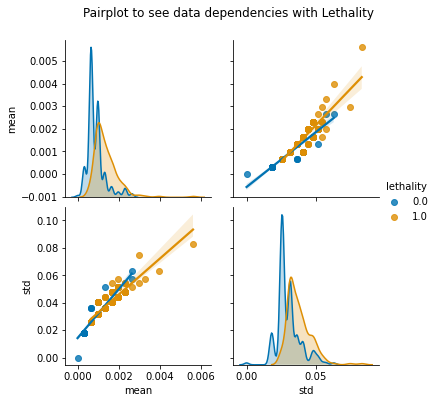 Pairplot to see data dependencies with Lethality
0.005
0.004
0.003
0.002
0.001
0.000
−0.001
mean
lethality
0.0
1.0
0.10
0.08
0.06
0.04
0.02
0.00
std
0.000 0.002 0.004 0.006
mean
0.00 0.05
std